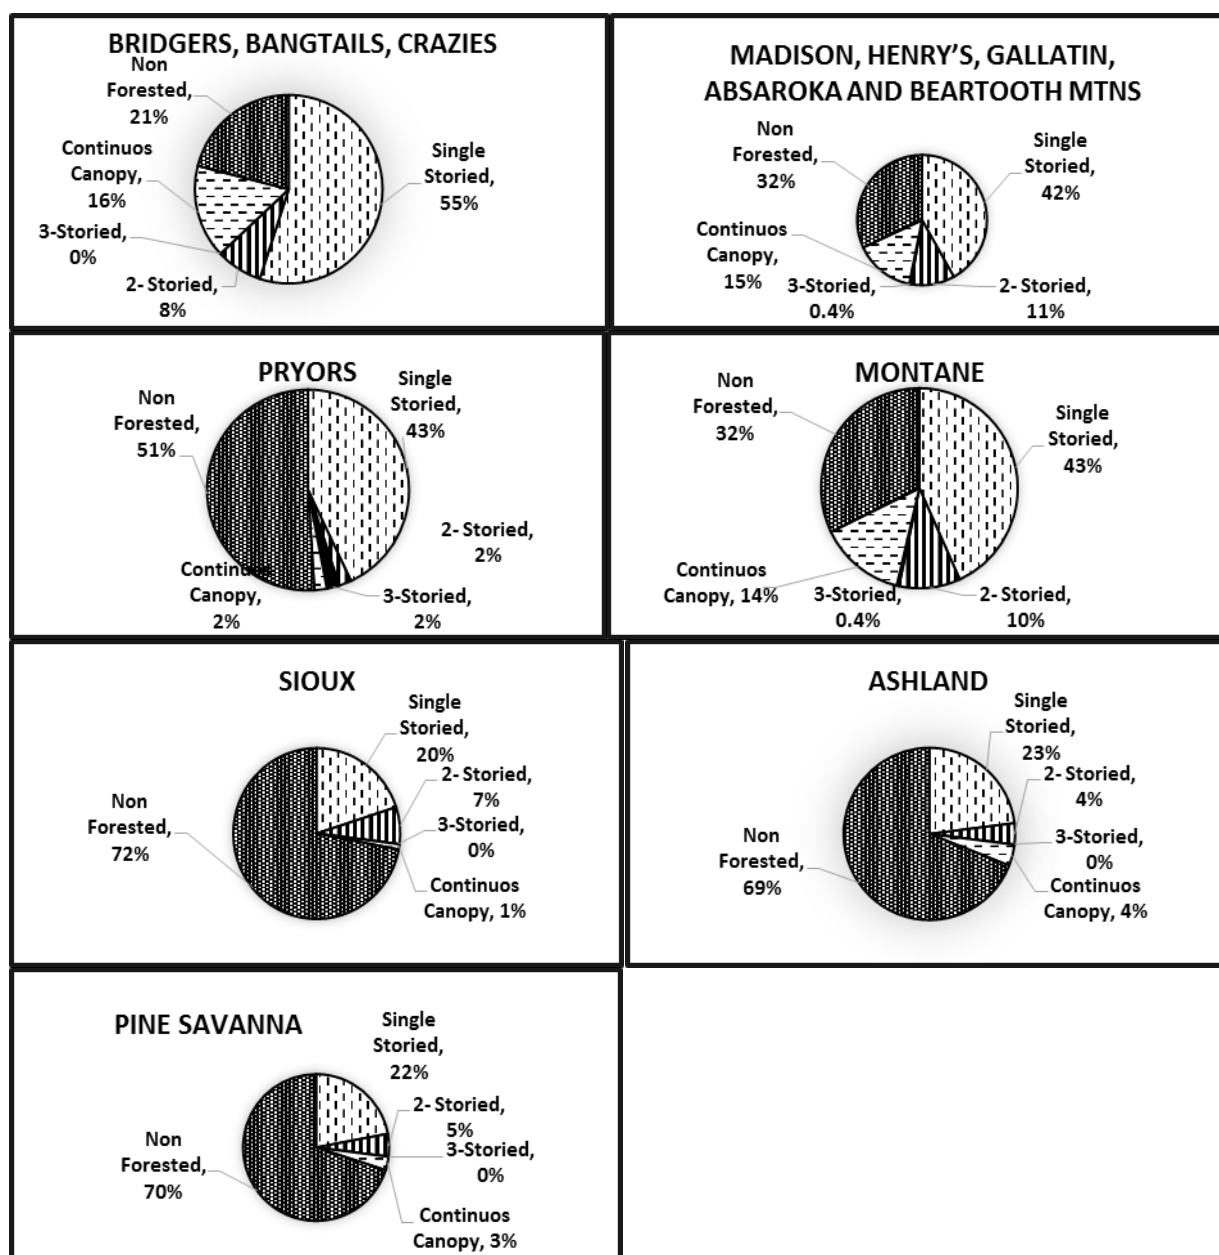 BRIDGERS, BANGTAILS, CRAZIES
Non
Forested,
21%
Continuos
Canopy,
16%
3-Storied,
0%
2- Storied,
8%
Single
Storied,
55%
MADISON, HENRY'S, GALLATIN,
ABSAROKA AND BEARTOOTH MTNS
Non
Forested,
32%
Continuos
Canopy,
15%
3-Storied,
0.4%
2- Storied,
11%
Single
Storied,
42%
PRYORS
Non
Forested,
51%
Continuos
Canopy,
2%
3-Storied,
2%
2- Storied,
2%
Single
Storied,
43%
MONTANE
Non
Forested,
32%
Continuos
Canopy, 14%
3-Storied,
0.4%
2- Storied,
10%
Single
Storied,
43%
SIOUX
Single
Storied,
20%
2- Storied,
7%
3-Storied,
0%
Continuos
Canopy, 1%
Non
Forested,
72%
ASHLAND
Single
Storied,
23%
2- Storied,
4%
3-Storied,
0%
Continuos
Canopy, 4%
Non
Forested,
69%
PINE SAVANNA
Single
Storied,
22%
2- Storied,
5%
3-Storied,
0%
Continuos
Canopy, 3%
Non
Forested,
70%